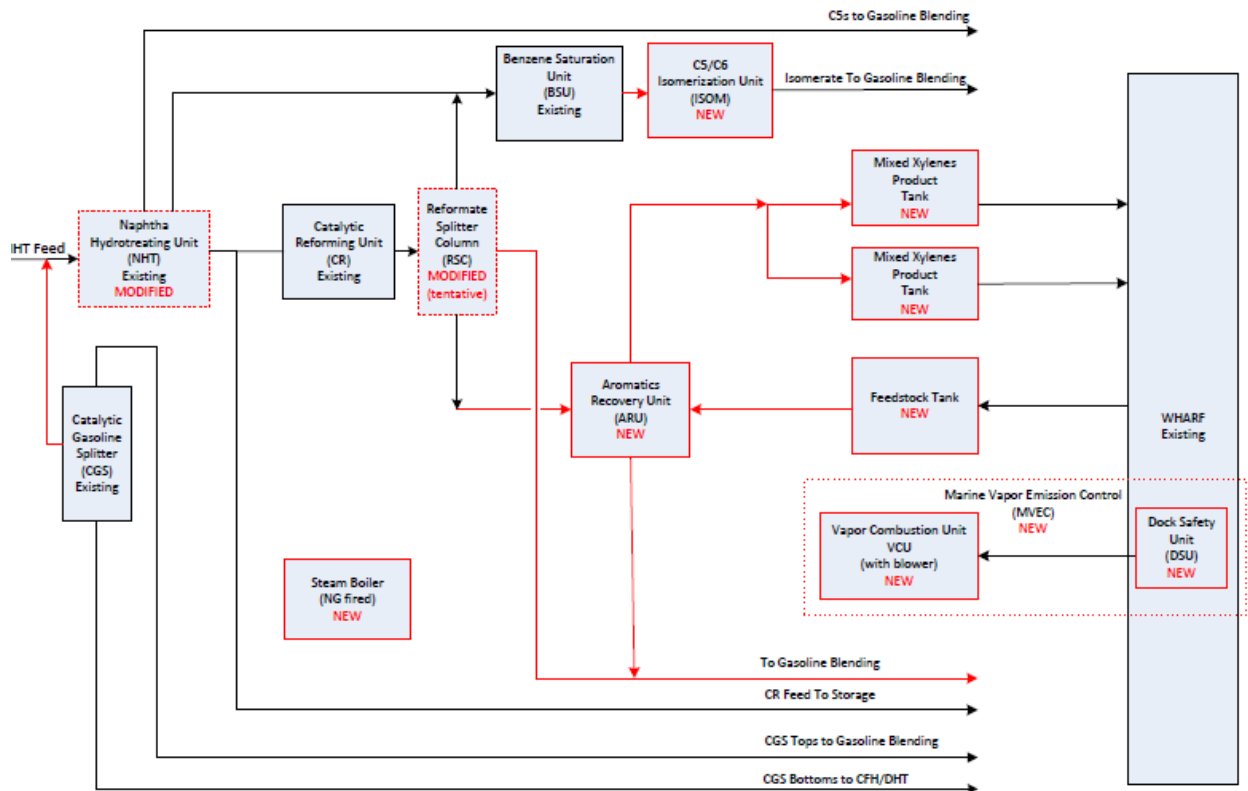 C5s to Gasoline Blending
Benzene Saturation
Unit
(BSU)
Existing
C5/C6
Isomerization Unit
(ISOM)
NEW
Isomerate To Gasoline Blending
Mixed Xylenes
Product
Tank
NEW
Naphtha
Hydrotreating Unit
(NHT)
Existing
MODIFIED
Catalytic
Reforming Unit
(CR)
Existing
Reformate
Splitter
Column
(RSC)
MODIFIED
(tentative)
Feed
Mixed Xylenes
Product
Tank
NEW
Catalytic
Gasoline
Splitter
(CGS)
Existing
Aromatics
Recovery Unit
(ARU)
NEW
Feedstock Tank
NEW
WHARF
Existing
Marine Vapor Emission Control
(MVEC)
NEW
Vapor Combustion Unit
VCU
(with blower)
NEW
Dock Safety
Unit
(DSU)
NEW
Steam Boiler
(NG fired)
NEW
To Gasoline Blending
CR Feed To Storage
CGS Tops to Gasoline Blending
CGS Bottoms to CFH/DHT